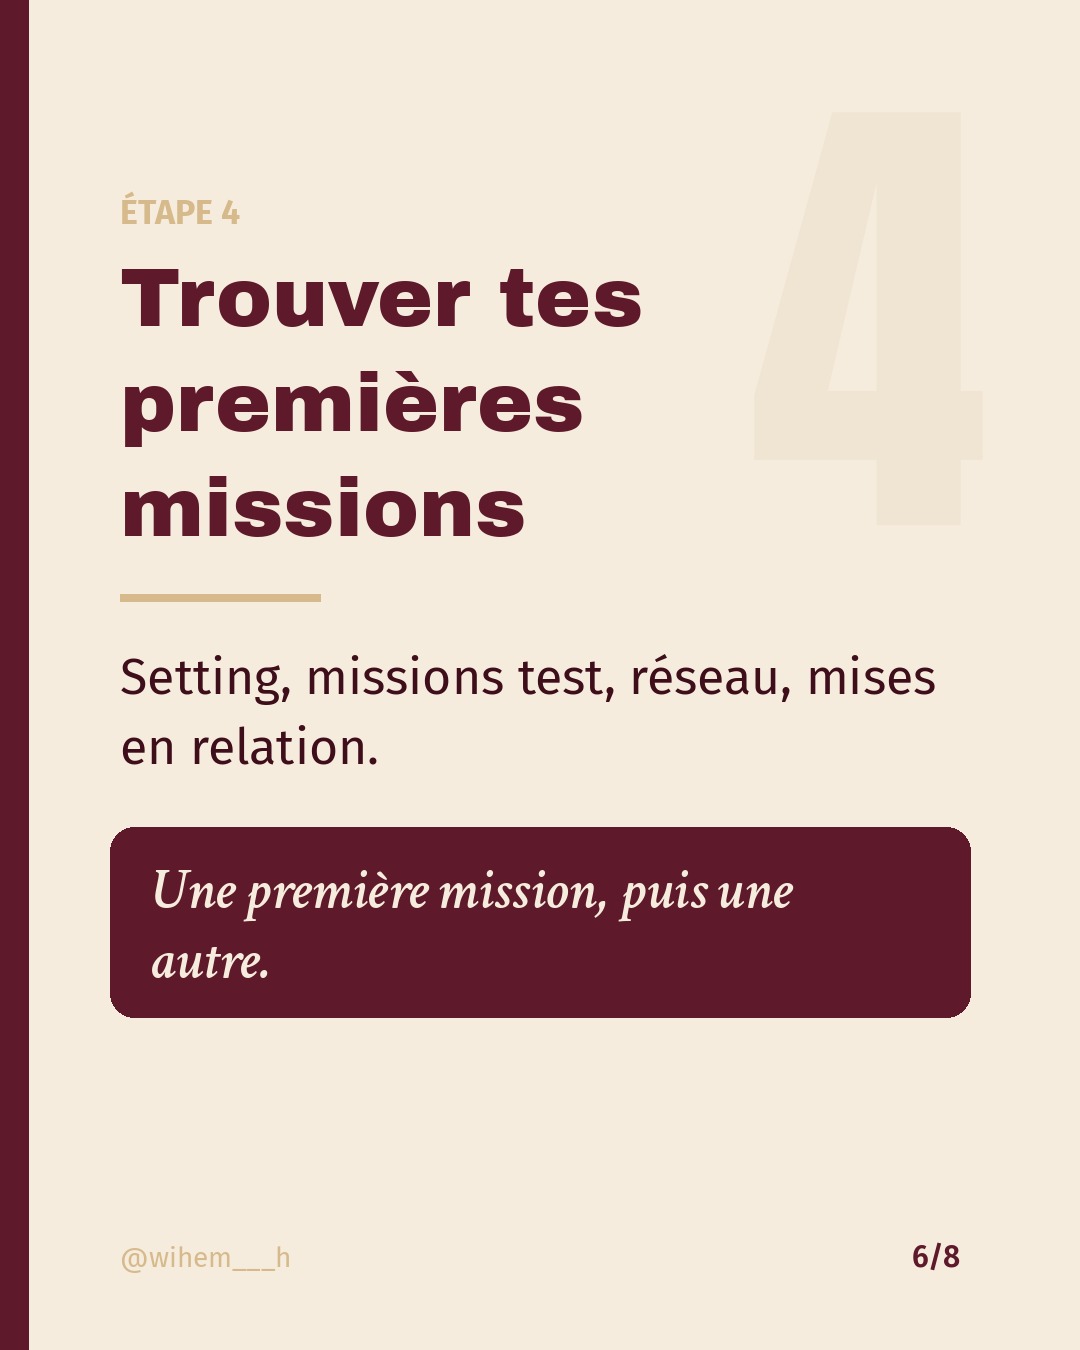 ÉTAPE 4
4
Trouver tes
premières
missions
Setting, missions test, réseau, mises
en relation.
Une première mission, puis une
autre.
@wihem___h
6/8